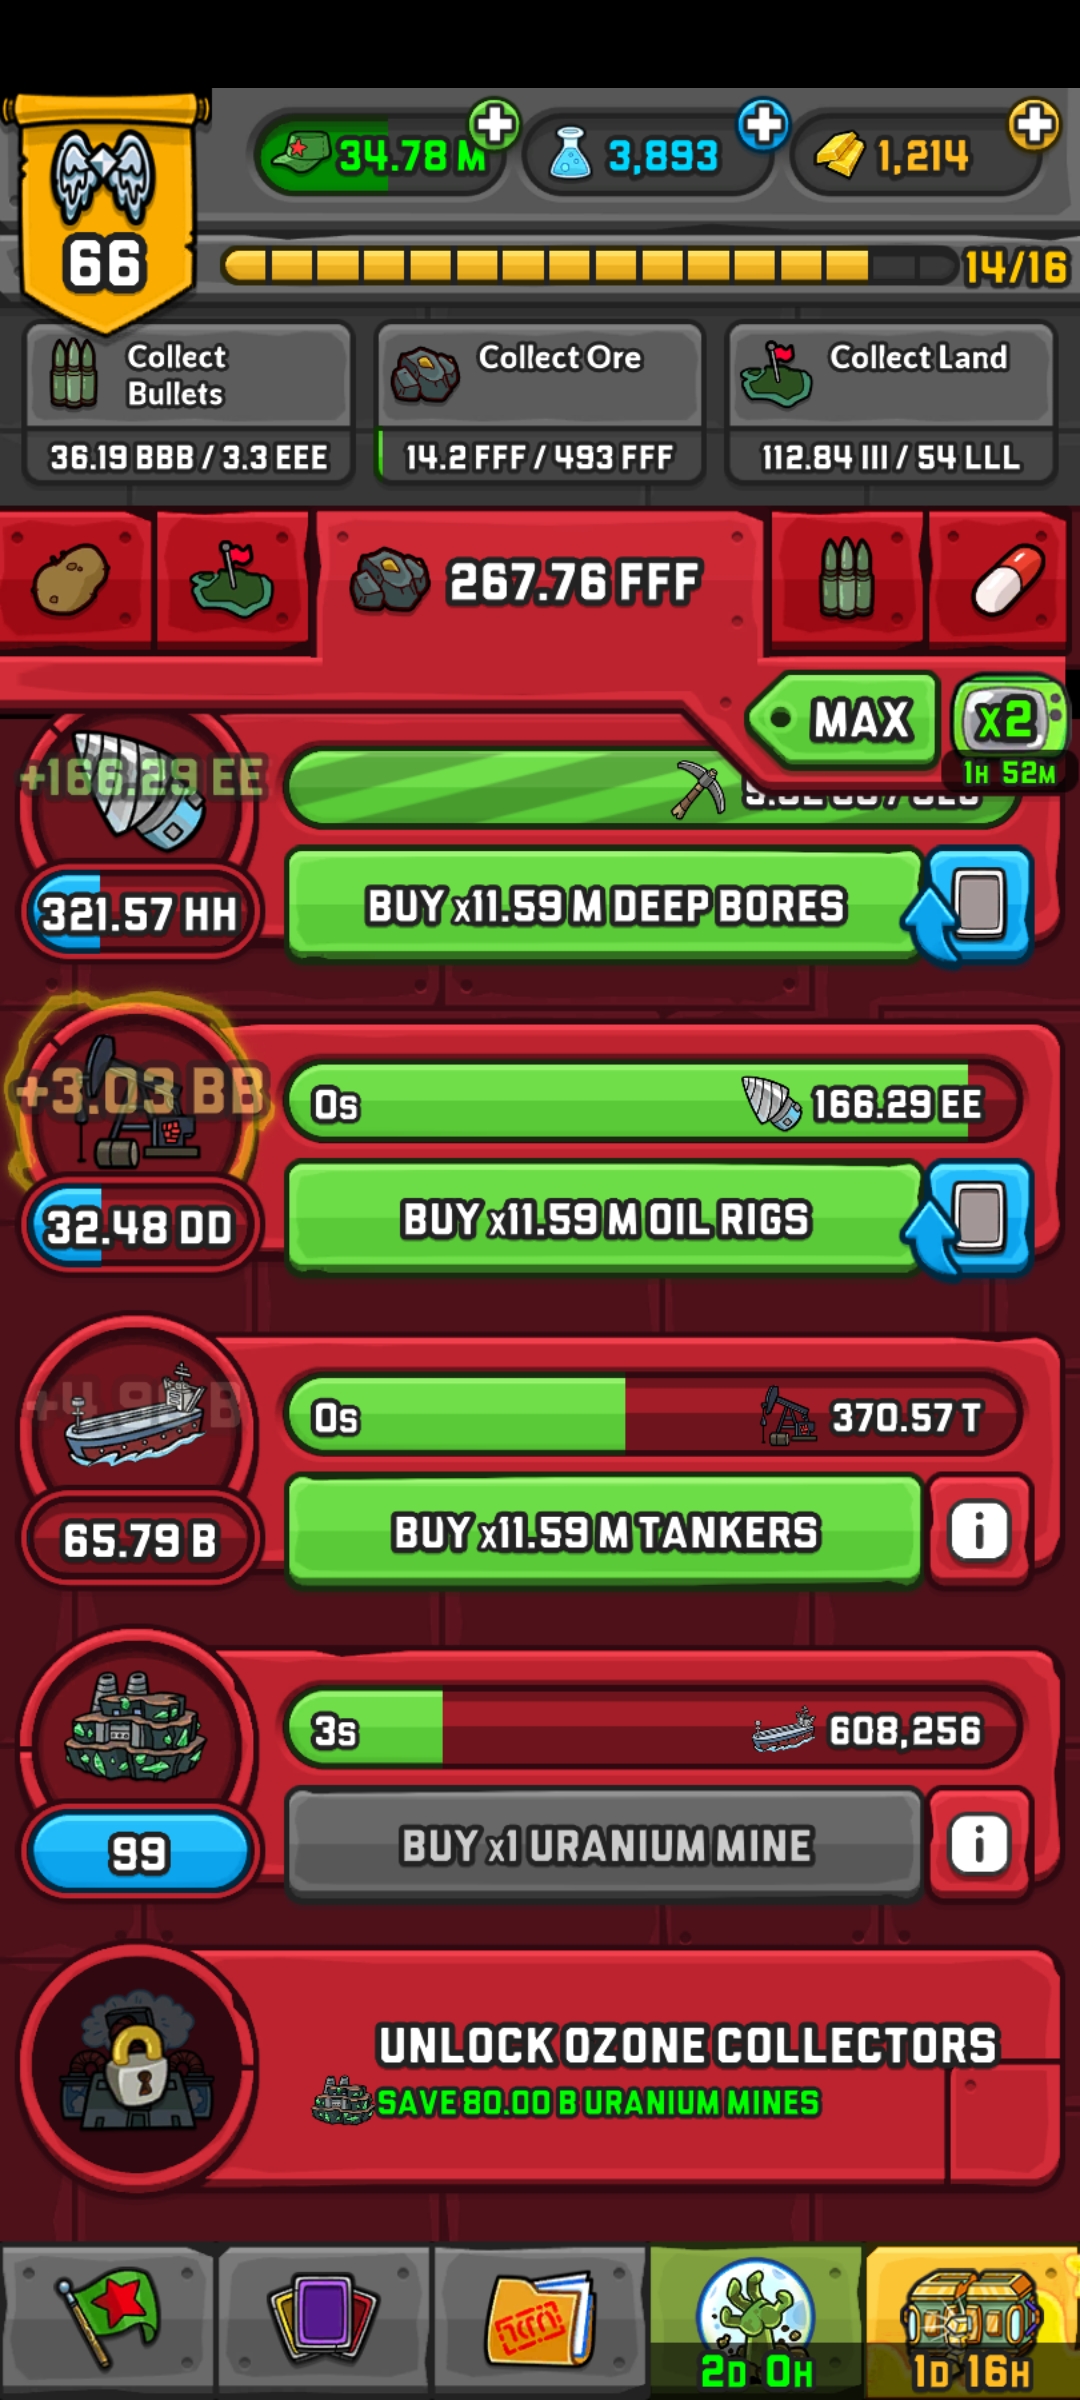 34.78 M
3,893
1,214
66
14/16
Collect
Bullets
36.19 BBB / 3.3 EEE
Collect Ore
14.2 FFF / 493 FFF
Collect Land
112.84 III / 54 LLL
267.76 FFF
MAX
x2
1H 52M
+166.29 EE
321.57 HH
BUY x11.59 M DEEP BORES
+3.03 BB
0s
166.29 EE
32.48 DD
BUY x11.59 M OIL RIGS
0s
370.57 T
65.79 B
BUY x11.59 M TANKERS
i
3s
608,256
99
BUY x1 URANIUM MINE
i
UNLOCK OZONE COLLECTORS
SAVE 80.00 B URANIUM MINES
2D 0H
1D 16H